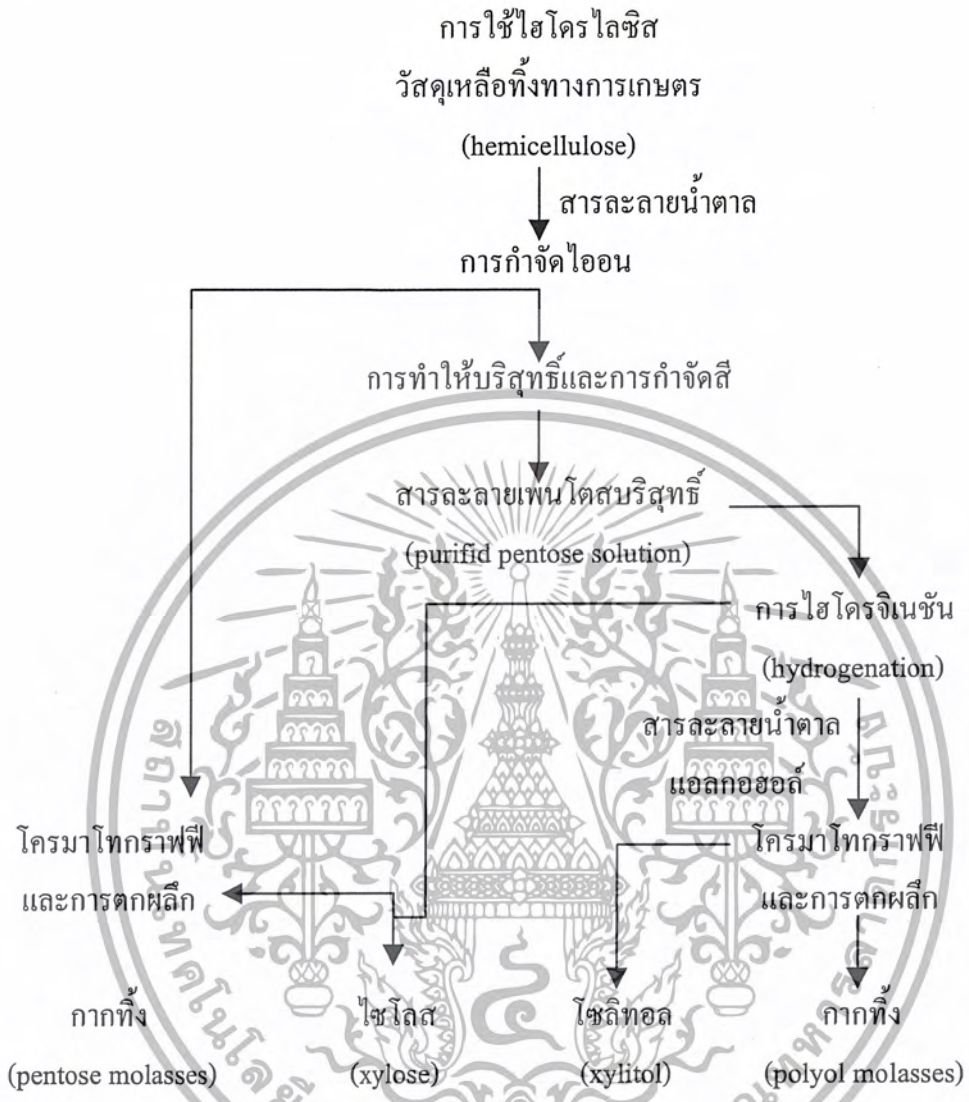 การใช้ไฮโดรไลซิส
วัสดุเหลือทิ้งทางการเกษตร
(hemicellulose)
สารละลายน้ำตาล
การกำจัดไอออน
การทำให้บริสุทธิ์และการกำจัดสี
สารละลายเพนโตสบริสุทธิ์
(purifid pentose solution)
การไฮโดรจิเนชัน
(hydrogenation)
สารละลายน้ำตาล
แอลกอฮอล์
โครมาโทกราฟฟี
และการตกผลึก
โครมาโทกราฟฟี
และการตกผลึก
กากทิ้ง
ไซโลส
โซลิทอล
กากทิ้ง
(pentose molasses)
(xylose)
(xylitol)
(polyol molasses)